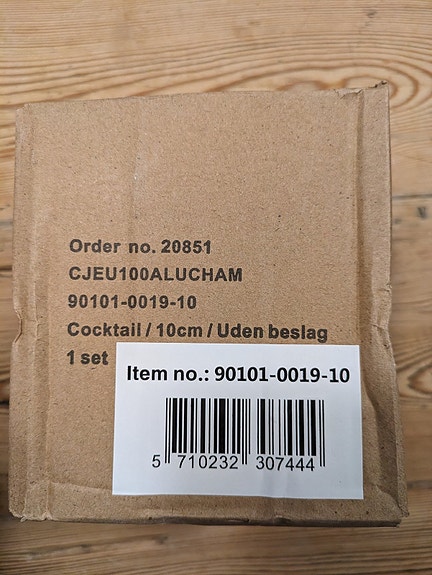 Order no. 20851
CJEU100ALUCHAM
90101-0019-10
Cocktail / 10cm / Uden beslag
1 set
Item no.: 90101-0019-10
5 710232 307444